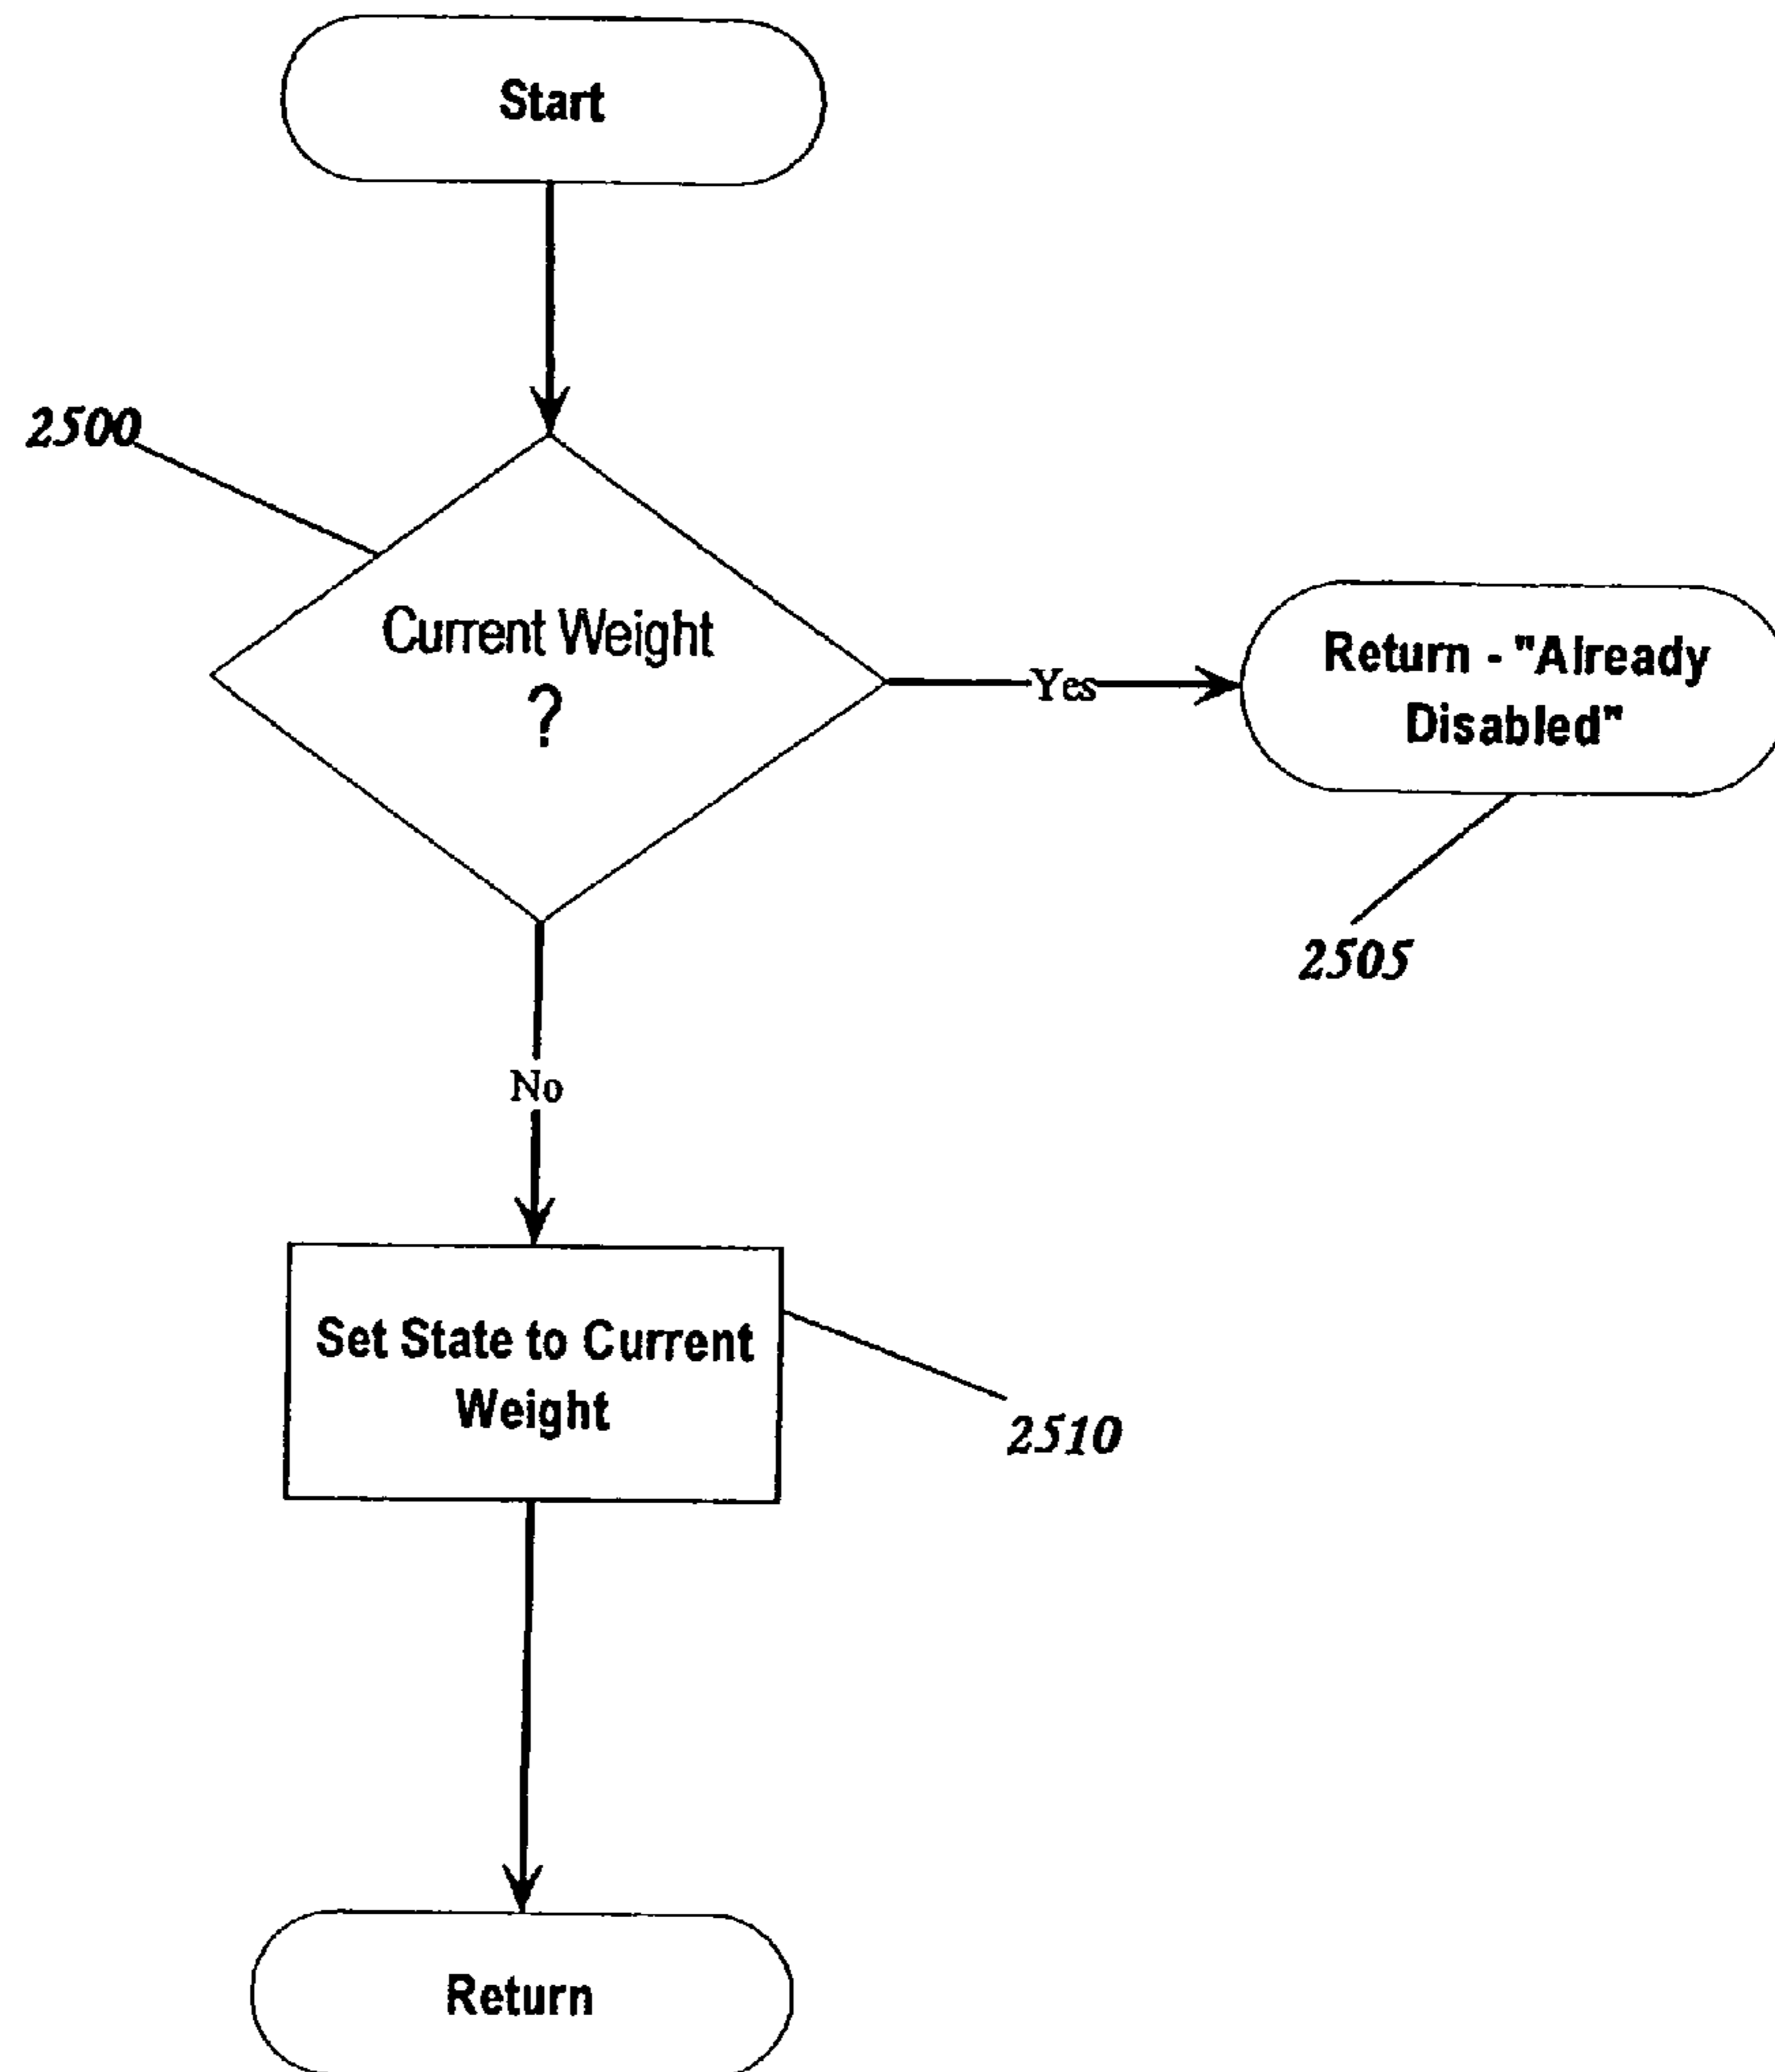 Start
2500
Current Weight
?
Yes
Return - "Already
Disabled"
2505
No
Set State to Current
Weight
2510
Return